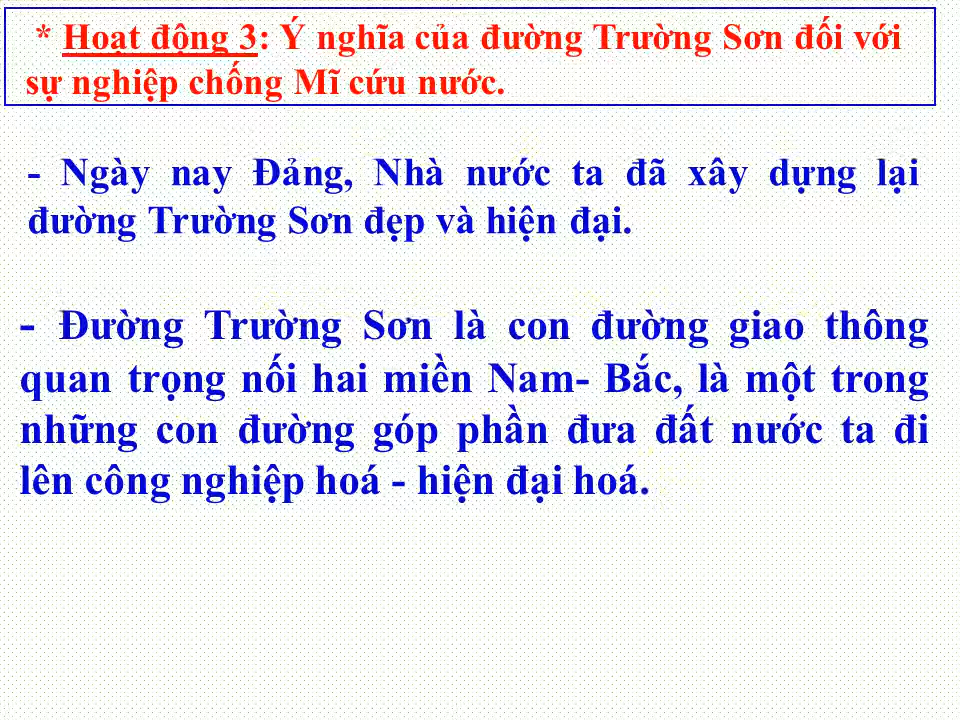 * Hoạt động 3: Ý nghĩa của đường Trường Sơn đối với
sự nghiệp chống Mĩ cứu nước.
- Ngày nay Đảng, Nhà nước ta đã xây dựng lại
đường Trường Sơn đẹp và hiện đại.
- Đường Trường Sơn là con đường giao thông
quan trọng nối hai miền Nam- Bắc, là một trong
những con đường góp phần đưa đất nước ta đi
lên công nghiệp hoá - hiện đại hoá.